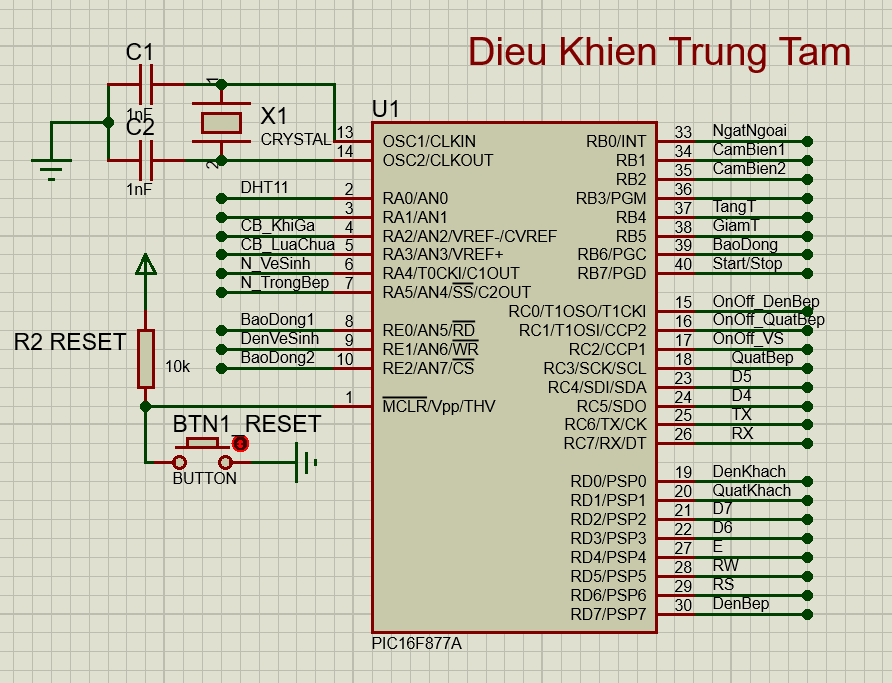 Dieu Khien Trung Tam
C1
1nF
C2
1nF
1
2
X1
CRYSTAL
U1
13 OSC1/CLKIN
14 OSC2/CLKOUT
DHT11 2 RA0/AN0
3 RA1/AN1
CB_KhiGa 4 RA2/AN2/VREF-/CVREF
CB_LuaChua 5 RA3/AN3/VREF+
N_VeSinh 6 RA4/T0CKI/C1OUT
N_TrongBep 7 RA5/AN4/SS/C2OUT
BaoDong1 8 RE0/AN5/RD
DenVeSinh 9 RE1/AN6/WR
BaoDong2 10 RE2/AN7/CS
1 MCLR/Vpp/THV
R2 RESET
10k
BTN1_RESET
BUTTON
RB0/INT 33 NgatNgoai
RB1 34 CamBien1
RB2 35 CamBien2
RB3/PGM 36
RB4 37 TangT
RB5 38 GiamT
RB6/PGC 39 BaoDong
RB7/PGD 40 Start/Stop
RC0/T1OSO/T1CKI 15 OnOff_DenBep
RC1/T1OSI/CCP2 16 OnOff_QuatBep
RC2/CCP1 17 OnOff_VS
RC3/SCK/SCL 18 QuatBep
RC4/SDI/SDA 23 D5
RC5/SDO 24 D4
RC6/TX/CK 25 TX
RC7/RX/DT 26 RX
RD0/PSP0 19 DenKhach
RD1/PSP1 20 QuatKhach
RD2/PSP2 21 D7
RD3/PSP3 22 D6
RD4/PSP4 27 E
RD5/PSP5 28 RW
RD6/PSP6 29 RS
RD7/PSP7 30 DenBep
PIC16F877A